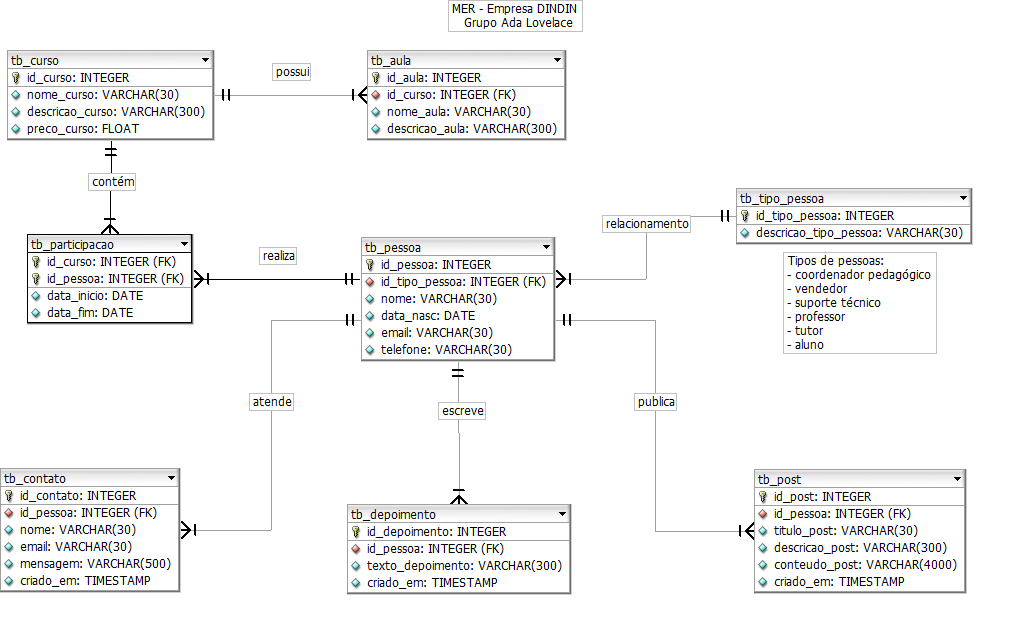 MER - Empresa DINDIN
Grupo Ada Lovelace
tb_curso
id_curso: INTEGER
nome_curso: VARCHAR(30)
descricao_curso: VARCHAR(300)
preco_curso: FLOAT
possui
tb_aula
id_aula: INTEGER
id_curso: INTEGER (FK)
nome_aula: VARCHAR(30)
descricao_aula: VARCHAR(300)
contém
tb_participacao
id_curso: INTEGER (FK)
id_pessoa: INTEGER (FK)
data_inicio: DATE
data_fim: DATE
realiza
tb_pessoa
id_pessoa: INTEGER
id_tipo_pessoa: INTEGER (FK)
nome: VARCHAR(30)
data_nasc: DATE
email: VARCHAR(30)
telefone: VARCHAR(30)
relacionamento
tb_tipo_pessoa
id_tipo_pessoa: INTEGER
descricao_tipo_pessoa: VARCHAR(30)
Tipos de pessoas:
- coordenador pedagógico
- vendedor
- suporte técnico
- professor
- tutor
- aluno
atende
escreve
publica
tb_contato
id_contato: INTEGER
id_pessoa: INTEGER (FK)
nome: VARCHAR(30)
email: VARCHAR(30)
mensagem: VARCHAR(500)
criado_em: TIMESTAMP
tb_depoimento
id_depoimento: INTEGER
id_pessoa: INTEGER (FK)
texto_depoimento: VARCHAR(300)
criado_em: TIMESTAMP
tb_post
id_post: INTEGER
id_pessoa: INTEGER (FK)
titulo_post: VARCHAR(30)
descricao_post: VARCHAR(300)
conteudo_post: VARCHAR(4000)
criado_em: TIMESTAMP